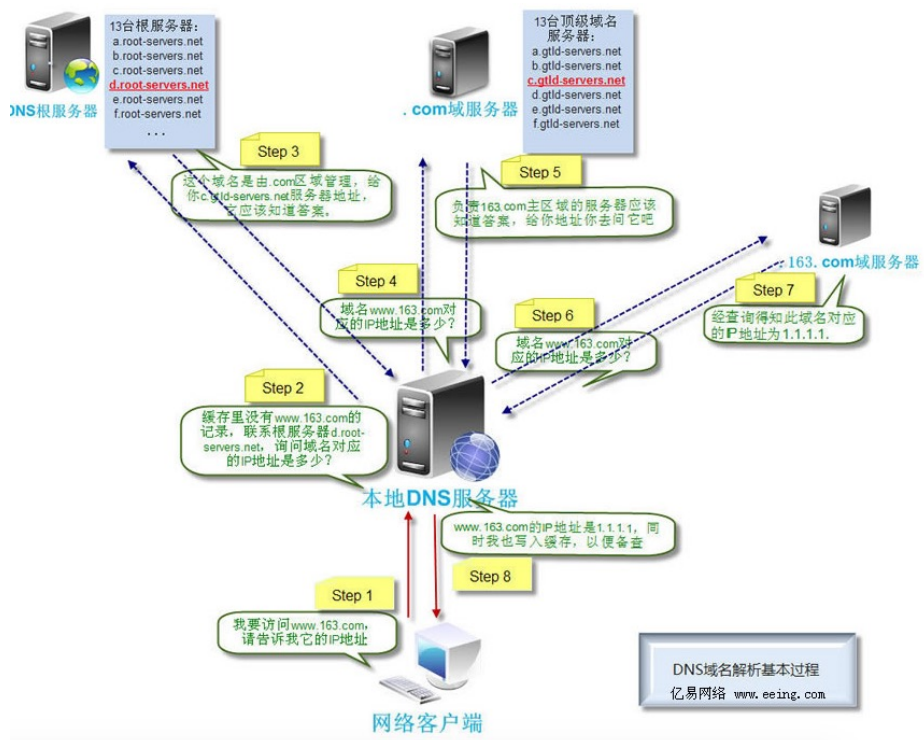 13台根服务器:
a.root-servers.net
b.root-servers.net
c.root-servers.net
d.root-servers.net
e.root-servers.net
f.root-servers.net
...
DNS根服务器
13台顶级域名
服务器:
a.gtld-servers.net
b.gtld-servers.net
c.gtld-servers.net
d.gtld-servers.net
e.gtld-servers.net
f.gtld-servers.net
.com域服务器
Step 3
这个域名是由.com区域管理,给
你c.gtld-servers.net服务器地址,
它应该知道答案。
Step 5
负责163.com主区域的服务器应该
知道答案,给你地址你去问它吧
.163.com域服务器
Step 4
域名www.163.com对
应的IP地址是多少?
Step 6
域名www.163.com对
应的IP地址是多少?
Step 7
经查询得知此域名对应
的IP地址为1.1.1.1.
Step 2
缓存里没有www.163.com的
记录,联系根服务器d.root-
servers.net,询问域名对应
的IP地址是多少?
本地DNS服务器
www.163.com的IP地址是1.1.1.1,同
时我也写入缓存,以便备查
Step 8
Step 1
我要访问www.163.com,
请告诉我它的IP地址
网络客户端
DNS域名解析基本过程
亿易网络 www.eeing.com